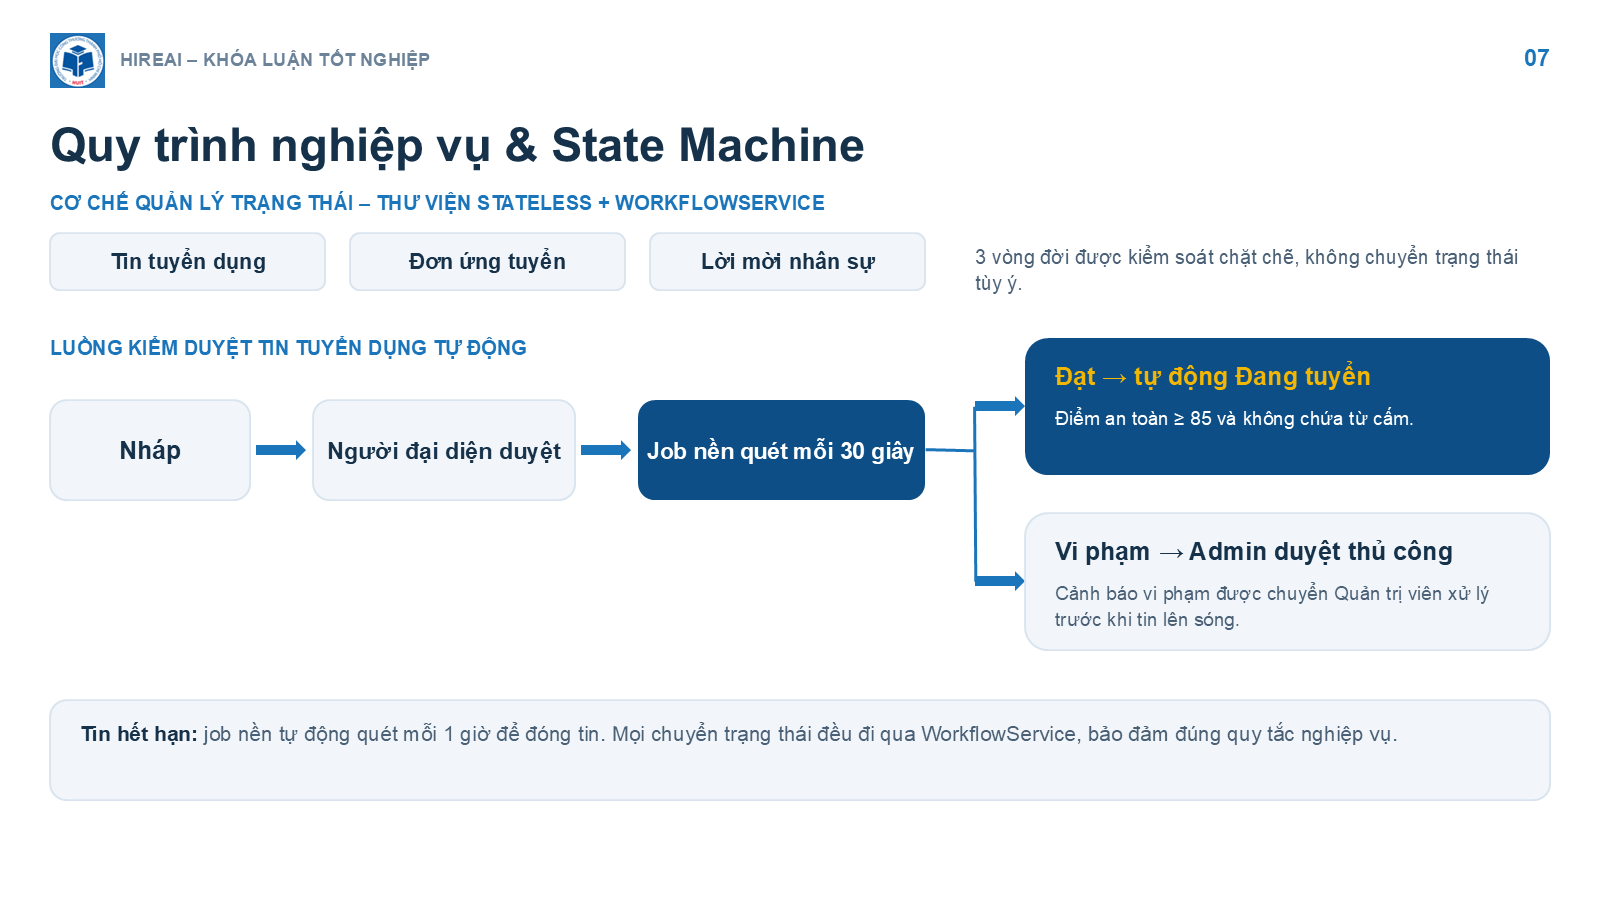 HIREAI – KHÓA LUẬN TỐT NGHIỆP
07
Quy trình nghiệp vụ & State Machine
CƠ CHẾ QUẢN LÝ TRẠNG THÁI – THƯ VIỆN STATELESS + WORKFLOWSERVICE
Tin tuyển dụng
Đơn ứng tuyển
Lời mời nhân sự
3 vòng đời được kiểm soát chặt chẽ, không chuyển trạng thái
tùy ý.
LUỒNG KIỂM DUYỆT TIN TUYỂN DỤNG TỰ ĐỘNG
Nháp
Người đại diện duyệt
Job nền quét mỗi 30 giây
Đạt → tự động Đang tuyển
Điểm an toàn ≥ 85 và không chứa từ cấm.
Vi phạm → Admin duyệt thủ công
Cảnh báo vi phạm được chuyển Quản trị viên xử lý
trước khi tin lên sóng.
Tin hết hạn: job nền tự động quét mỗi 1 giờ để đóng tin. Mọi chuyển trạng thái đều đi qua WorkflowService, bảo đảm đúng quy tắc nghiệp vụ.